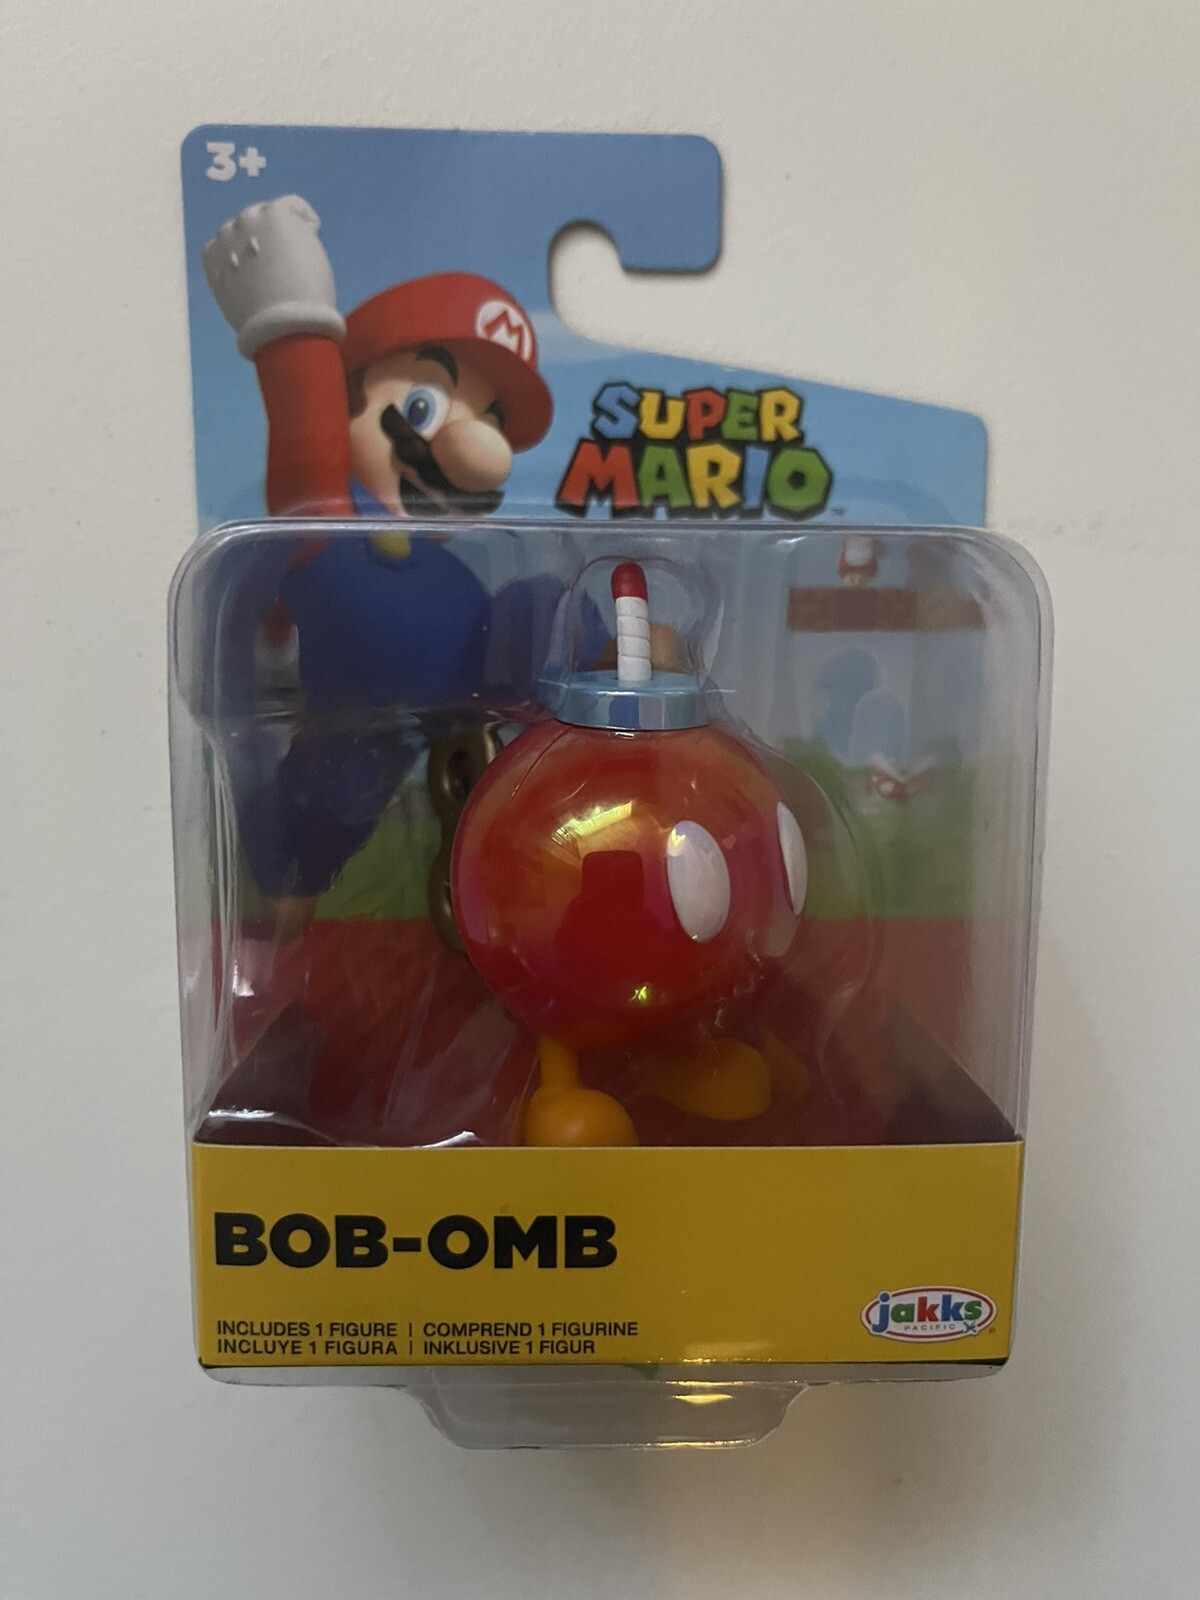 3+
SUPER
MARIO
™
BOB-OMB
INCLUDES 1 FIGURE | COMPREND 1 FIGURINE
INCLUYE 1 FIGURA | INKLUSIVE 1 FIGUR
jakks
PACIFIC